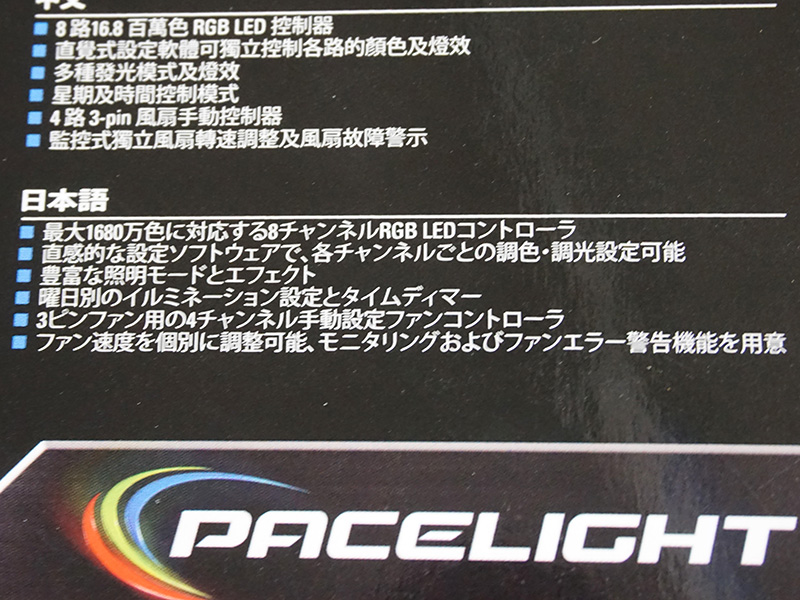 中文
8 路16.8 百萬色 RGB LED 控制器
直覺式設定軟體可獨立控制各路的顏色及燈效
多種發光模式及燈效
星期及時間控制模式
4 路 3-pin 風扇手動控制器
監控式獨立風扇轉速調整及風扇故障警示
日本語
最大1680万色に対応する8チャンネルRGB LEDコントローラ
直感的な設定ソフトウェアで、各チャンネルごとの調色・調光設定可能
豊富な照明モードとエフェクト
曜日別のイルミネーション設定とタイムディマー
3ピンファン用の4チャンネル手動設定ファンコントローラ
ファン速度を個別に調整可能、モニタリングおよびファンエラー警告機能を用意
PACELIGHT